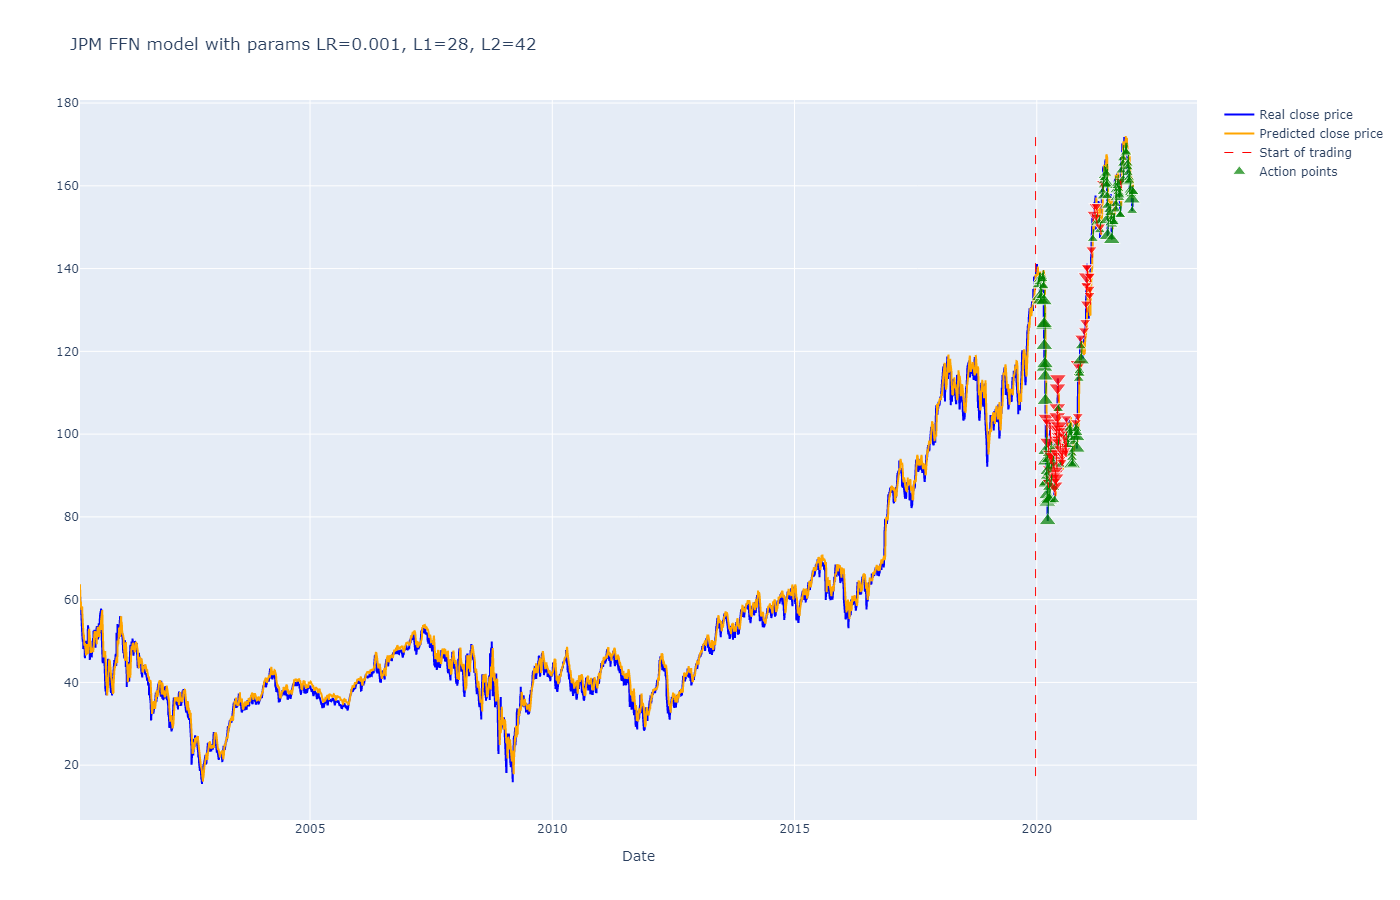 JPM FFN model with params LR=0.001, L1=28, L2=42
180
160
140
120
100
80
60
40
20
2005
2010
2015
2020
Date
Real close price
Predicted close price
Start of trading
Action points